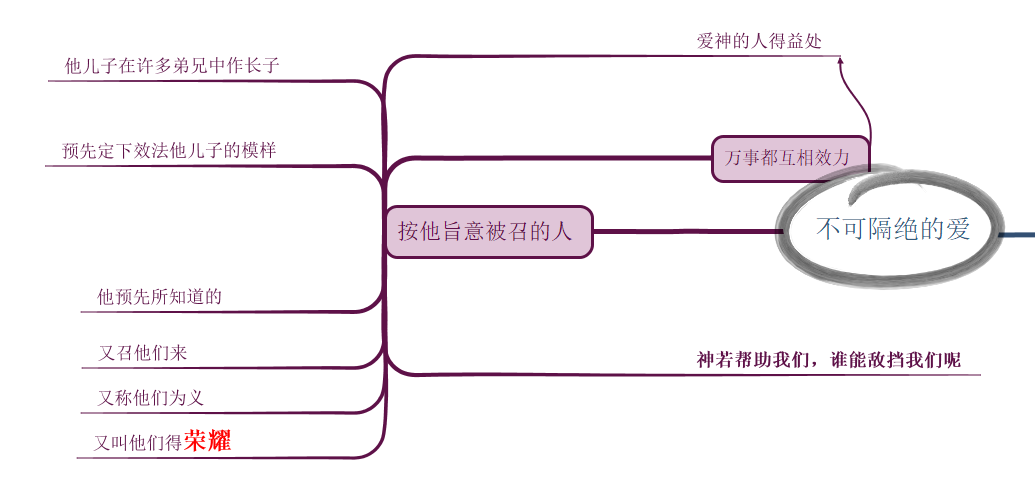 爱神的人得益处
他儿子在许多弟兄中作长子
预先定下效法他儿子的模样
万事都互相效力
按他旨意被召的人
不可隔绝的爱
他预先所知道的
又召他们来
神若帮助我们，谁能敌挡我们呢
又称他们为义
又叫他们得荣耀